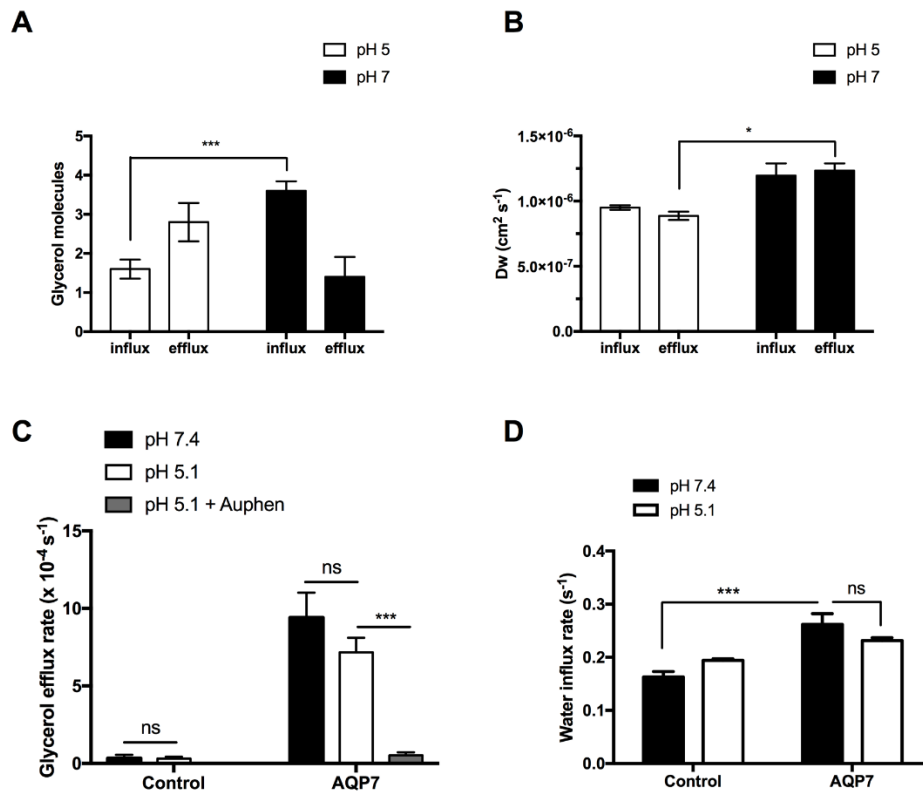 A
pH 5
pH 7
Glycerol molecules
5
4
3
2
1
0
***
influx
efflux
influx
efflux
B
pH 5
pH 7
Dw (cm² s⁻¹)
1.5×10⁻⁶
1.0×10⁻⁶
5.0×10⁻⁷
0.0
*
influx
efflux
influx
efflux
C
pH 7.4
pH 5.1
pH 5.1 + Auphen
Glycerol efflux rate (x 10⁻⁴ s⁻¹)
15
10
5
0
ns
ns
***
Control
AQP7
D
pH 7.4
pH 5.1
Water influx rate (s⁻¹)
0.4
0.3
0.2
0.1
0.0
***
ns
Control
AQP7